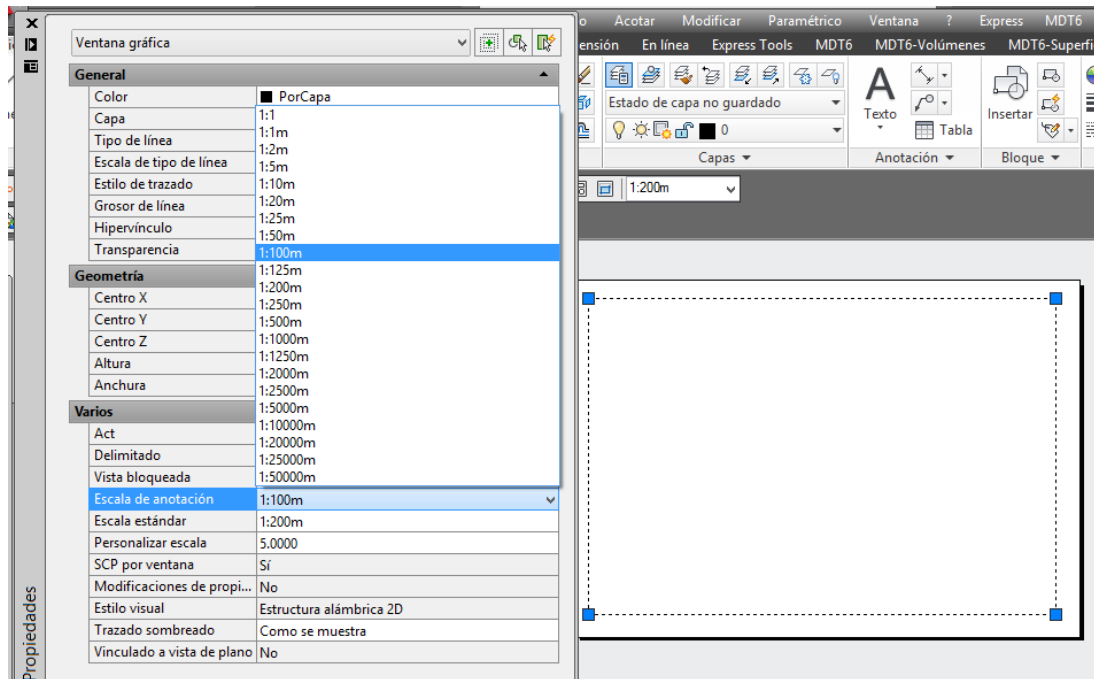 o Acotar Modificar Paramétrico Ventana ? Express MDT6
ensión En línea Express Tools MDT6 MDT6-Volúmenes MDT6-Superfi
Ventana gráfica
General
Color PorCapa
Capa
Tipo de línea
Escala de tipo de línea
Estilo de trazado
Grosor de línea
Hipervínculo
Transparencia
Geometría
Centro X
Centro Y
Centro Z
Altura
Anchura
Varios
Act
Delimitado
Vista bloqueada
1:1
1:1m
1:2m
1:5m
1:10m
1:20m
1:25m
1:50m
1:100m
1:125m
1:200m
1:250m
1:500m
1:1000m
1:1250m
1:2000m
1:2500m
1:5000m
1:10000m
1:20000m
1:25000m
1:50000m
Escala de anotación 1:100m
Escala estándar 1:200m
Personalizar escala 5.0000
SCP por ventana Sí
Modificaciones de propi... No
Estilo visual Estructura alámbrica 2D
Trazado sombreado Como se muestra
Vinculado a vista de plano No
Propiedades
Estado de capa no guardado
0
Capas
A
Texto
Tabla
Anotación
Insertar
Bloque
1:200m